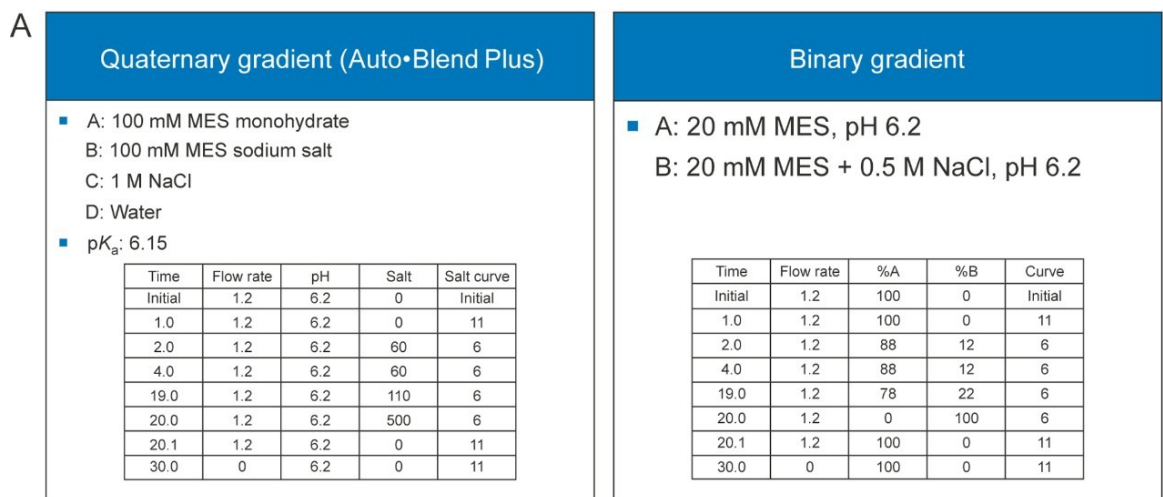 A
Quaternary gradient (Auto•Blend Plus)
A: 100 mM MES monohydrate
B: 100 mM MES sodium salt
C: 1 M NaCl
D: Water
pKa: 6.15
Time Flow rate pH Salt Salt curve
Initial 1.2 6.2 0 Initial
1.0 1.2 6.2 0 11
2.0 1.2 6.2 60 6
4.0 1.2 6.2 60 6
19.0 1.2 6.2 110 6
20.0 1.2 6.2 500 6
20.1 1.2 6.2 0 11
30.0 0 6.2 0 11
Binary gradient
A: 20 mM MES, pH 6.2
B: 20 mM MES + 0.5 M NaCl, pH 6.2
Time Flow rate %A %B Curve
Initial 1.2 100 0 Initial
1.0 1.2 100 0 11
2.0 1.2 88 12 6
4.0 1.2 88 12 6
19.0 1.2 78 22 6
20.0 1.2 0 100 6
20.1 1.2 100 0 11
30.0 0 100 0 11